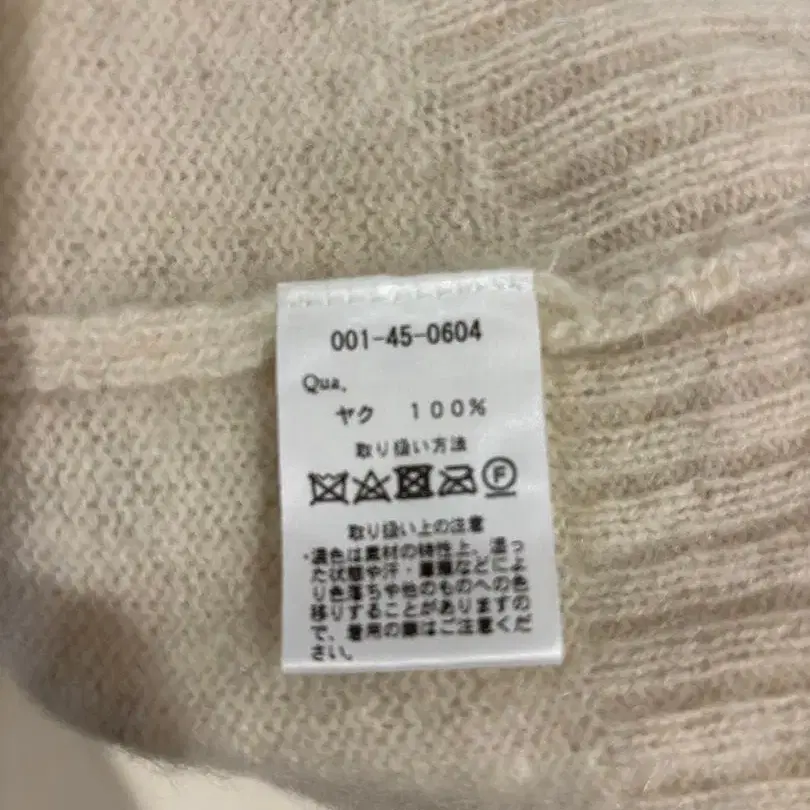 001-45-0604
Qua.
ヤク 100%
取り扱い方法
F
取り扱い上の注意
・濃色は素材の特性上、湿っ
た状態や汗・摩擦などによ
り色落ちや他のものへの色
移りすることがありますの
で、着用の際はご注意くだ
さい。